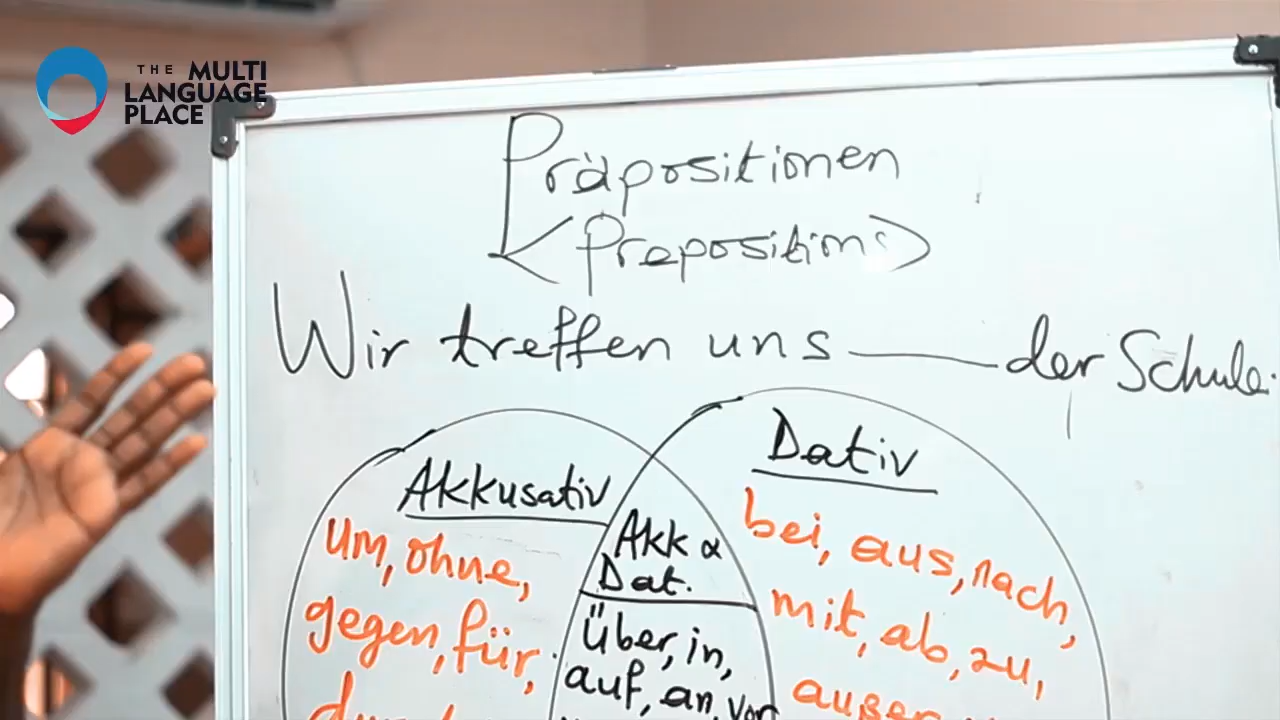 THE MULTI
LANGUAGE
PLACE
Präpositionen
(Prepositions)
Wir treffen uns ——— der Schule.
Akkusativ
um, ohne,
gegen, für,
Akk &
Dat.
Über, in,
auf, an, vor
Dativ
bei, aus, nach,
mit, ab, zu,